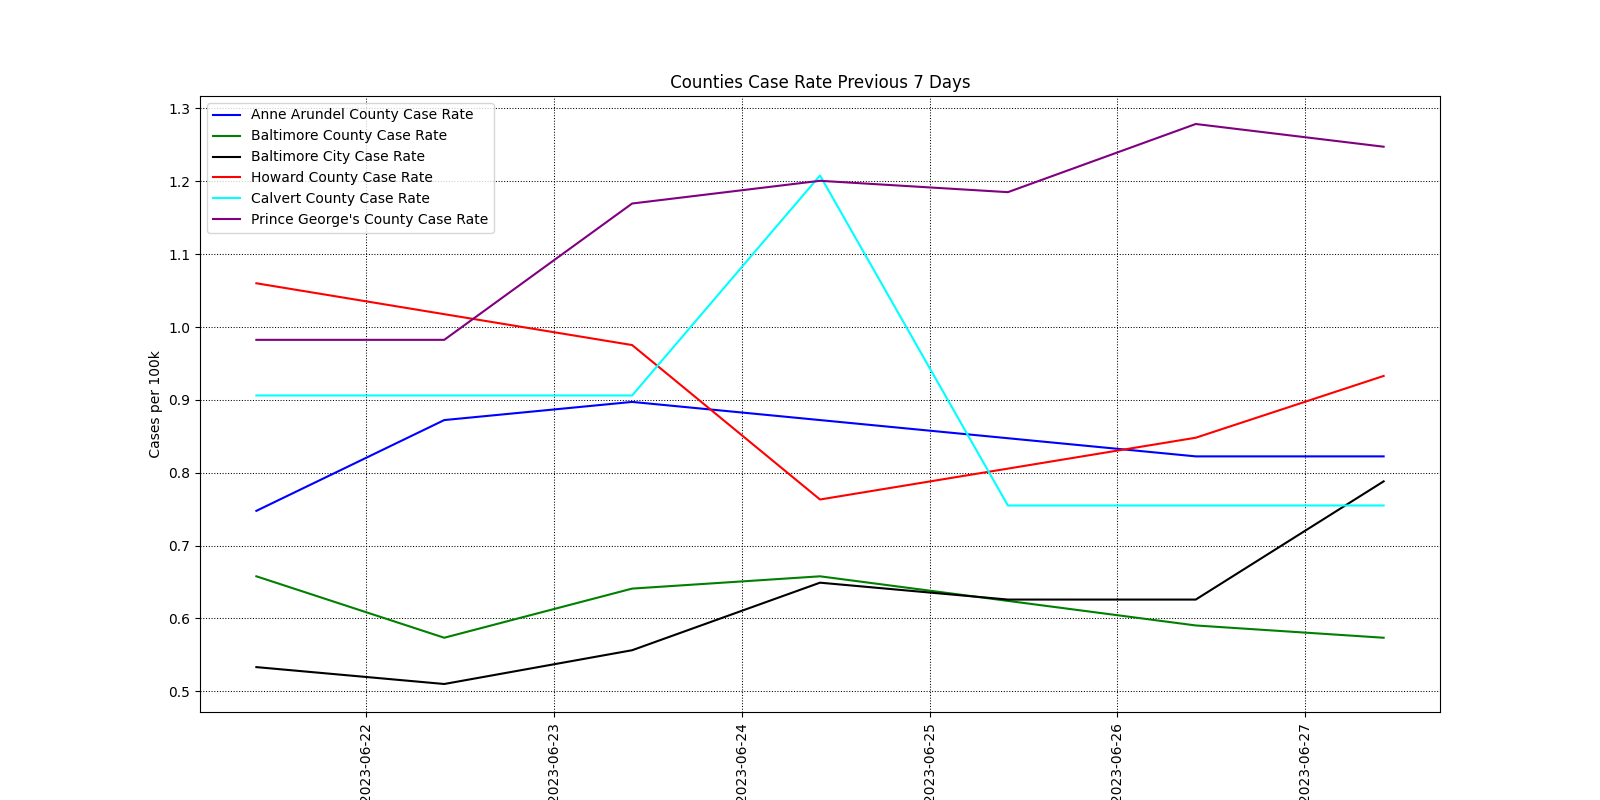 Counties Case Rate Previous 7 Days
1.3
1.2
1.1
1.0
0.9
0.8
0.7
0.6
0.5
Cases per 100k
Anne Arundel County Case Rate
Baltimore County Case Rate
Baltimore City Case Rate
Howard County Case Rate
Calvert County Case Rate
Prince George's County Case Rate
2023-06-22
2023-06-23
2023-06-24
2023-06-25
2023-06-26
2023-06-27